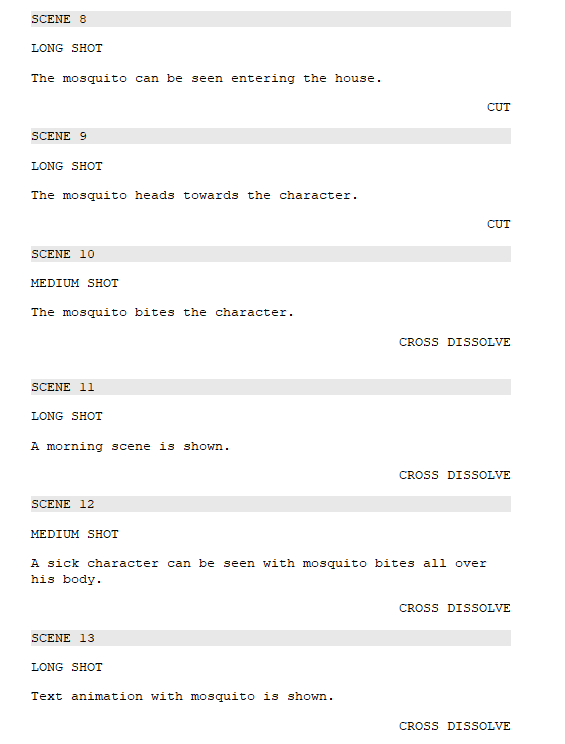 SCENE 8
LONG SHOT
The mosquito can be seen entering the house.
CUT
SCENE 9
LONG SHOT
The mosquito heads towards the character.
CUT
SCENE 10
MEDIUM SHOT
The mosquito bites the character.
CROSS DISSOLVE
SCENE 11
LONG SHOT
A morning scene is shown.
CROSS DISSOLVE
SCENE 12
MEDIUM SHOT
A sick character can be seen with mosquito bites all over
his body.
CROSS DISSOLVE
SCENE 13
LONG SHOT
Text animation with mosquito is shown.
CROSS DISSOLVE